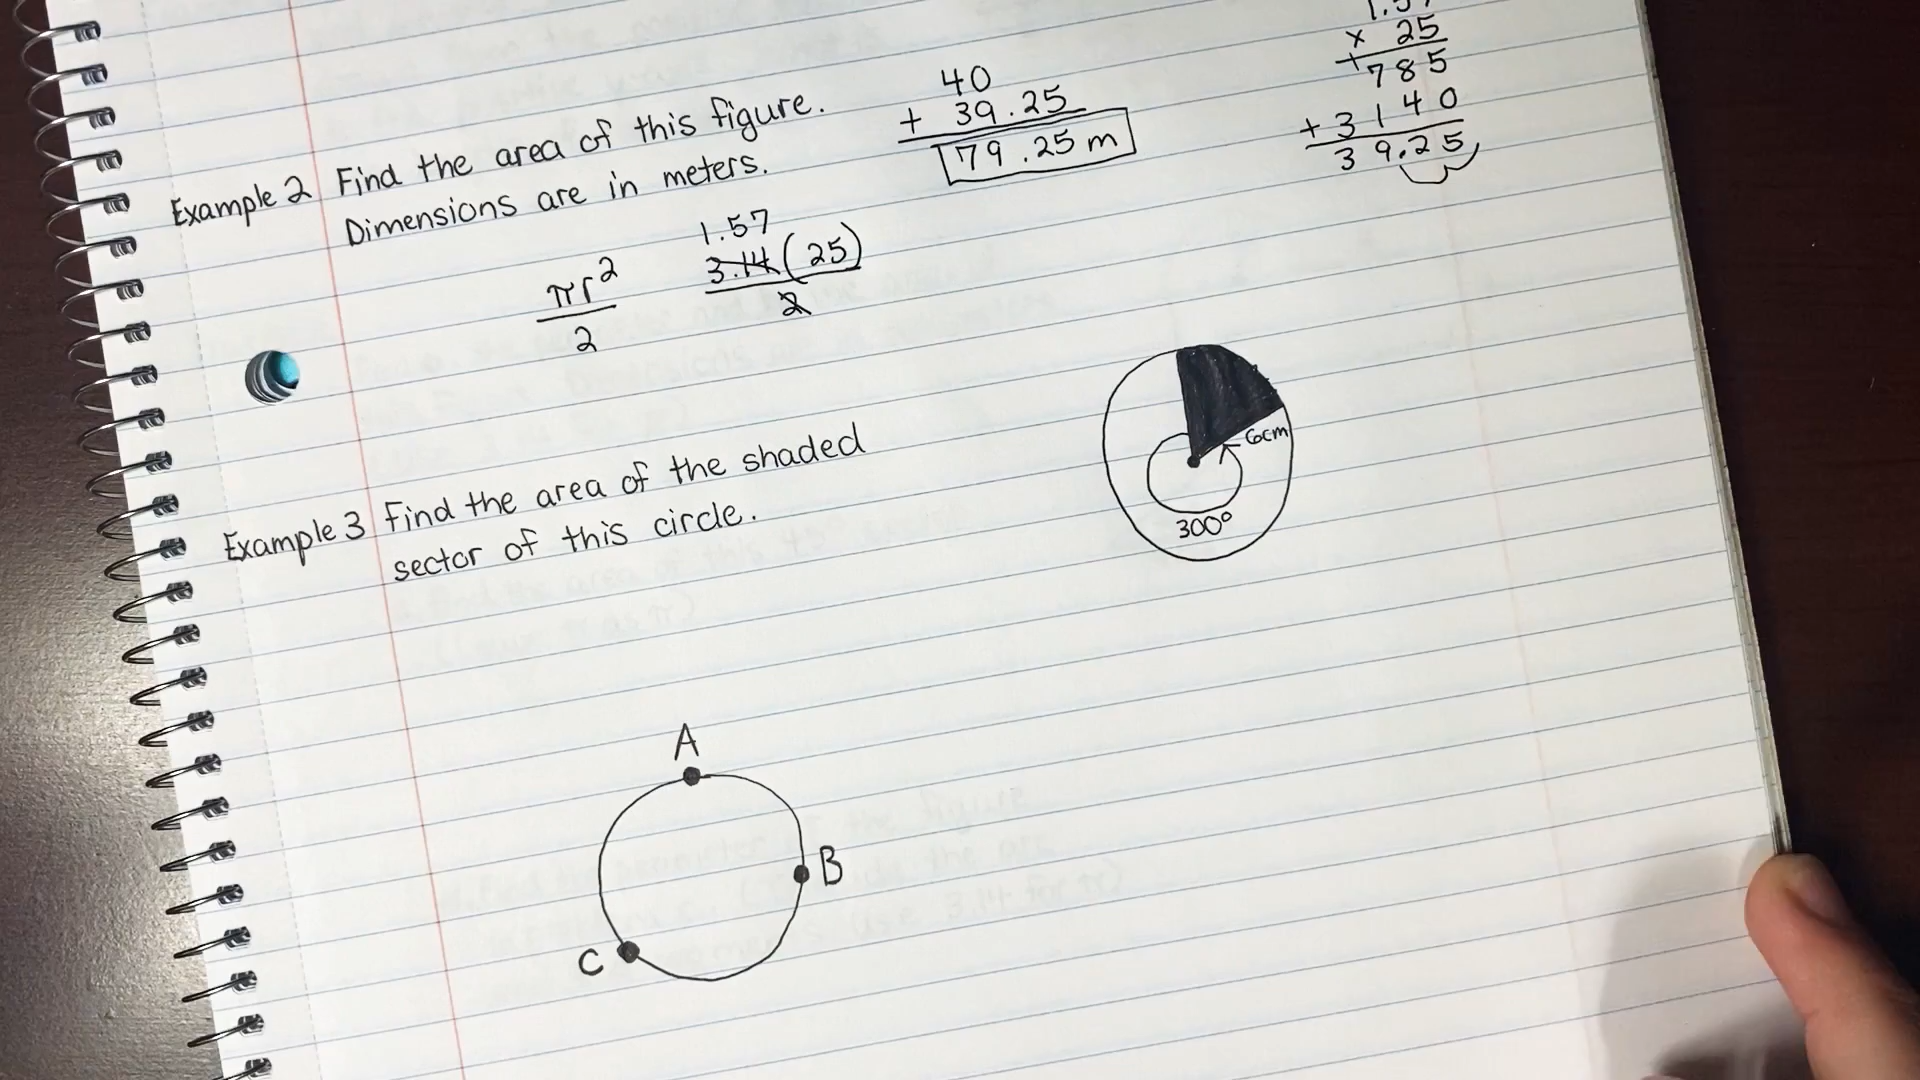 1.57
x 25
+785
+3140
39.25
40
+ 39.25
79.25 m
Example 2 Find the area of this figure.
Dimensions are in meters.
πr²
2
1.57
3.14(25)
2
Example 3 Find the area of the shaded
sector of this circle.
6cm
300°
A
B
C